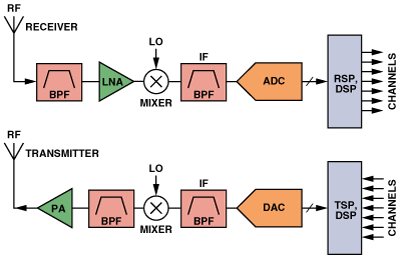 RF
RECEIVER
LO
IF
BPF
LNA
MIXER
BPF
ADC
RSP,
DSP
CHANNELS
RF
TRANSMITTER
LO
IF
PA
BPF
MIXER
BPF
DAC
TSP,
DSP
CHANNELS